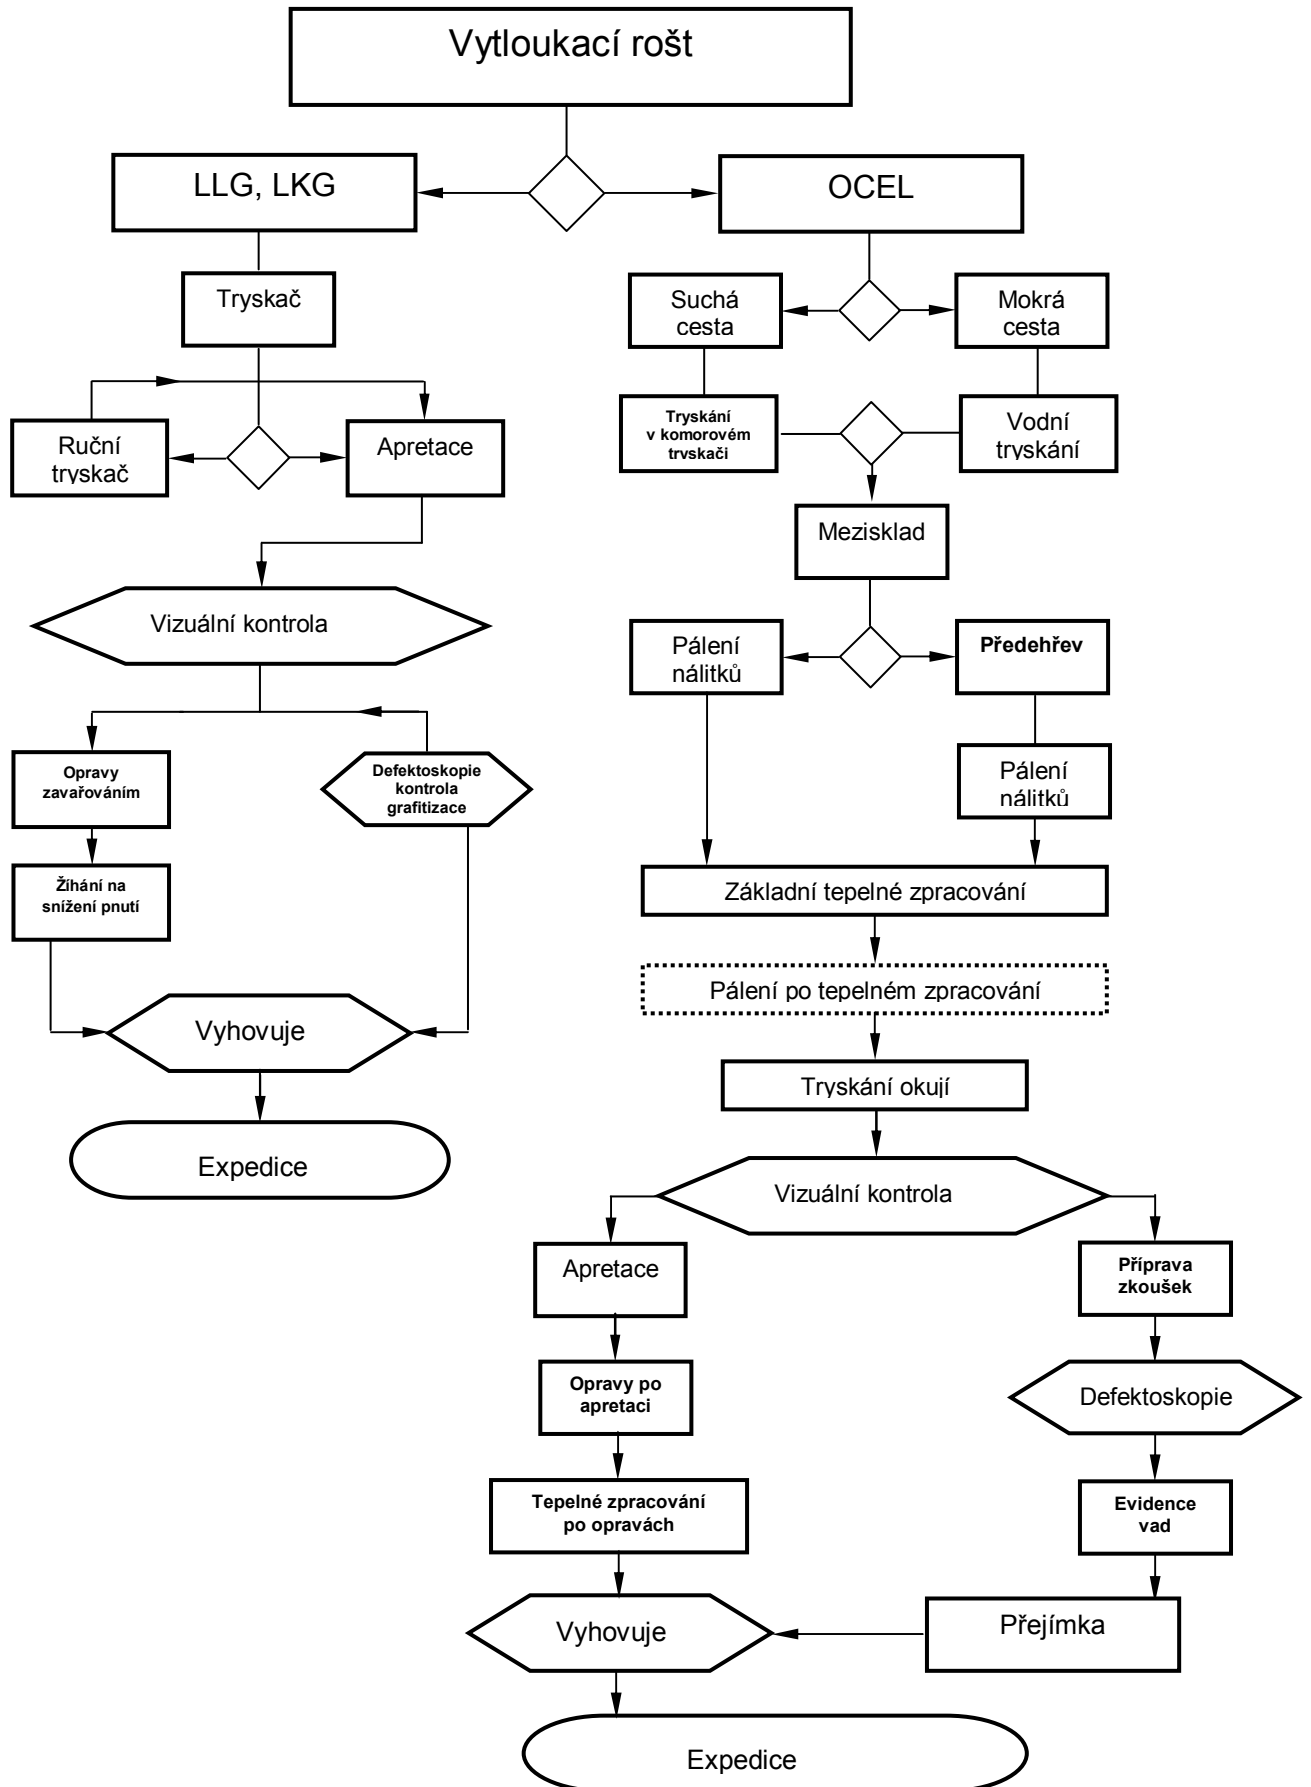 Vytloukací rošt
LLG, LKG
OCEL
Tryskač
Suchá
cesta
Mokrá
cesta
Ruční
tryskač
Apretace
Tryskání
v komorovém
tryskači
Vodní
tryskání
Mezisklad
Vizuální kontrola
Pálení
nálitků
Předehřev
Opravy
zavařováním
Defektoskopie
kontrola
grafitizace
Pálení
nálitků
Žíhání na
snížení pnutí
Základní tepelné zpracování
Pálení po tepelném zpracování
Vyhovuje
Tryskání okují
Expedice
Vizuální kontrola
Apretace
Příprava
zkoušek
Opravy po
apretaci
Defektoskopie
Tepelné zpracování
po opravách
Evidence
vad
Vyhovuje
Přejímka
Expedice